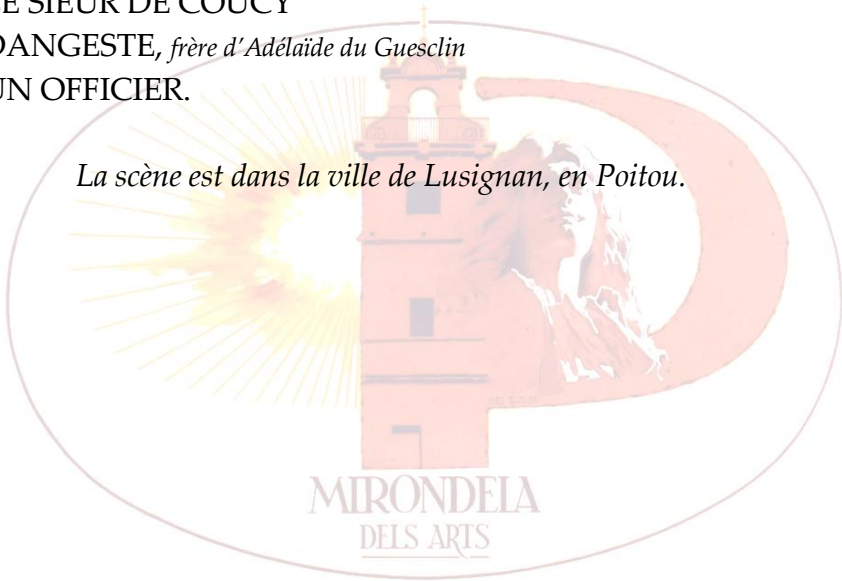 LE SIEUR DE COUCY
DANGESTE, frère d’Adélaïde du Guesclin
UN OFFICIER.
La scène est dans la ville de Lusignan, en Poitou.
MIRONDELA
DELS ARTS